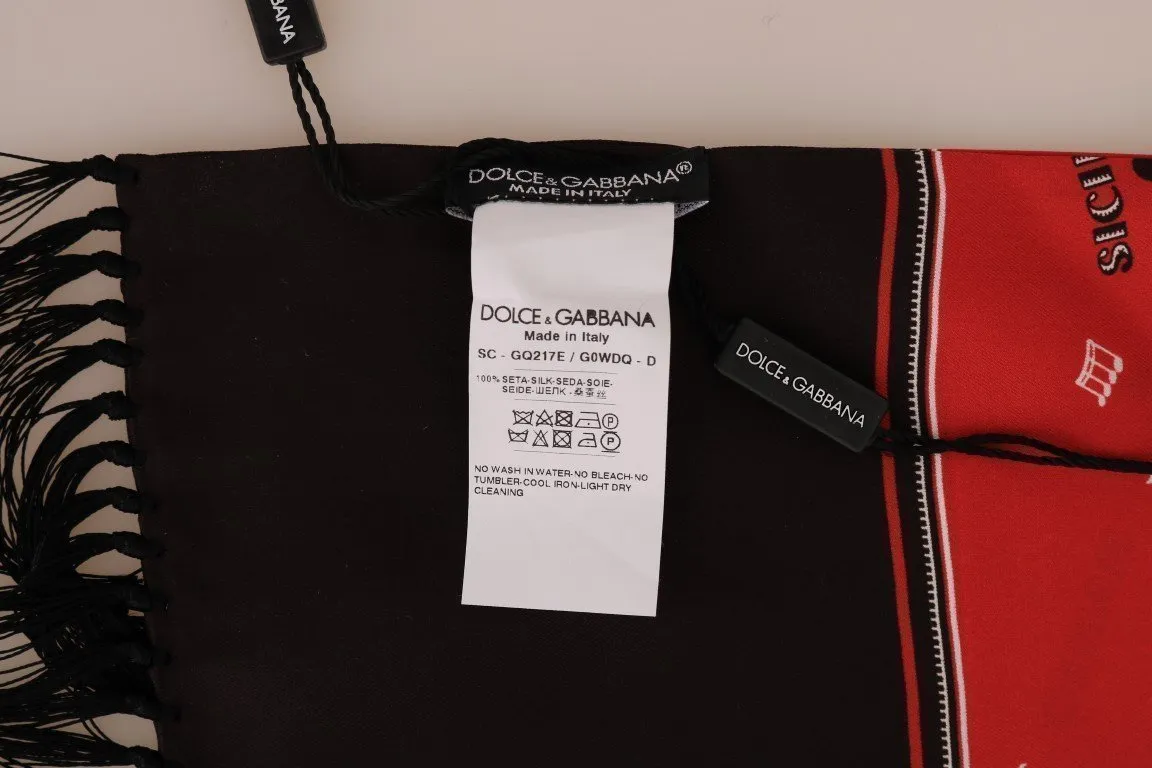 BANA
DOLCE & GABBANA®
MADE IN ITALY
DOLCE & GABBANA
Made in Italy
SC - GQ217E / G0WDQ - D
100% SETA-SILK-SEDA-SOIE-
SEIDE-ШЕЛК -桑蚕丝
NO WASH IN WATER-NO BLEACH-NO
TUMBLER-COOL IRON-LIGHT DRY
CLEANING
DOLCE & GABBANA
SICI